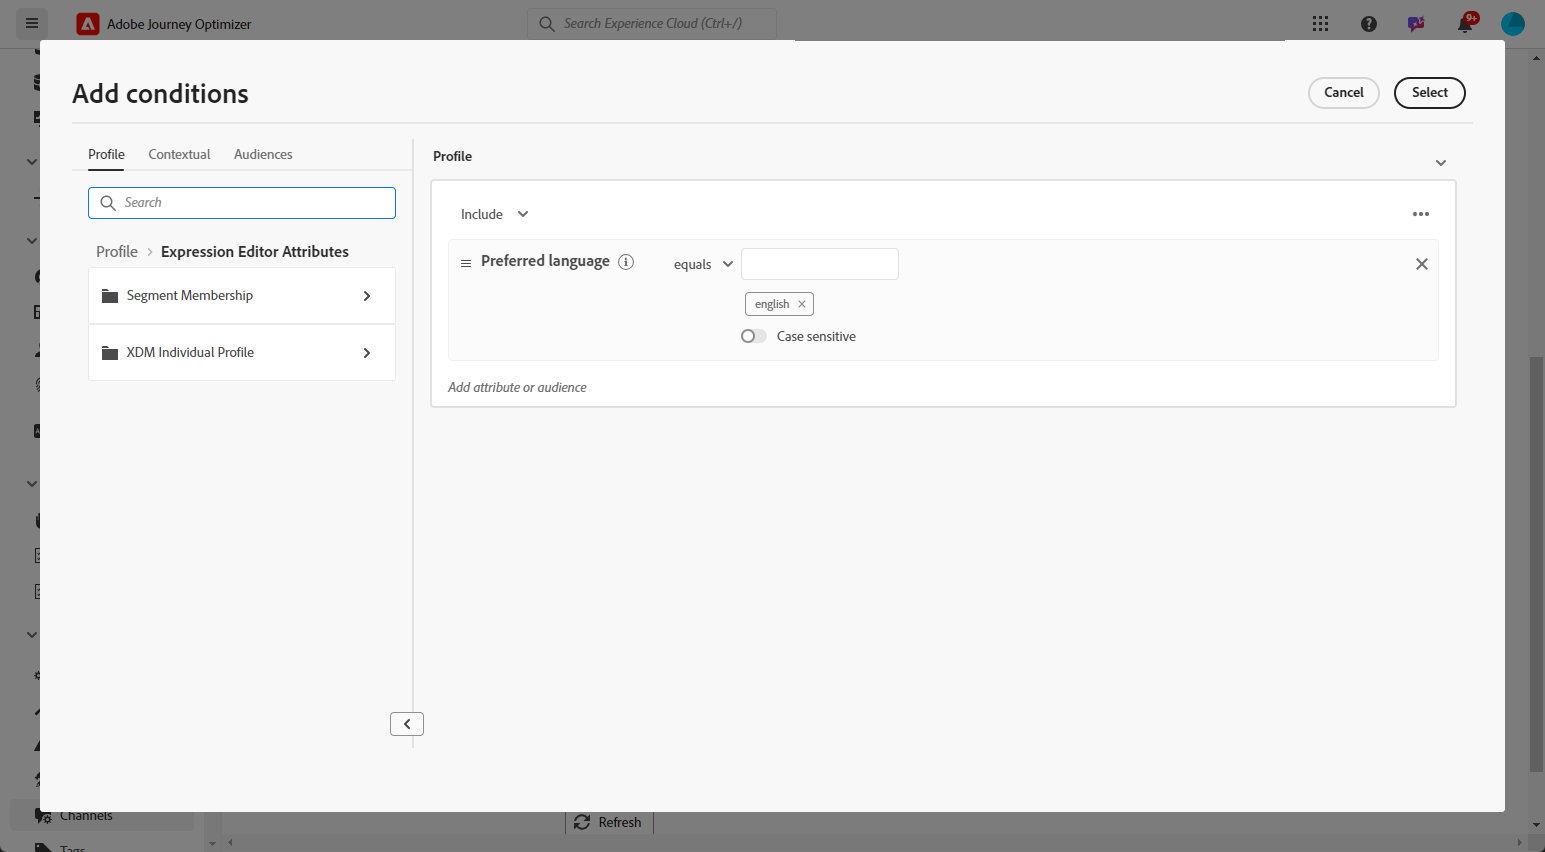 Adobe Journey Optimizer
Search Experience Cloud (Ctrl+/)
9+
Add conditions
Cancel
Select
Profile
Contextual
Audiences
Search
Profile > Expression Editor Attributes
Segment Membership
XDM Individual Profile
Profile
Include
Preferred language
equals
english
Case sensitive
Add attribute or audience
Channels
Refresh
Tags